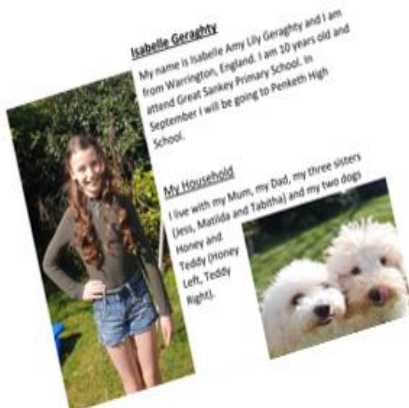 Isabelle Geraghty
My name is Isabelle Amy Lily Geraghty and I am
from Warrington, England. I am 10 years old and
attend Great Sankey Primary School. In
September I will be going to Penketh High
School.
My Household
I live with my Mum, my Dad, my three sisters
(Jess, Matilda and Tabitha) and my two dogs
Honey and
Teddy (Honey
Left, Teddy
Right).